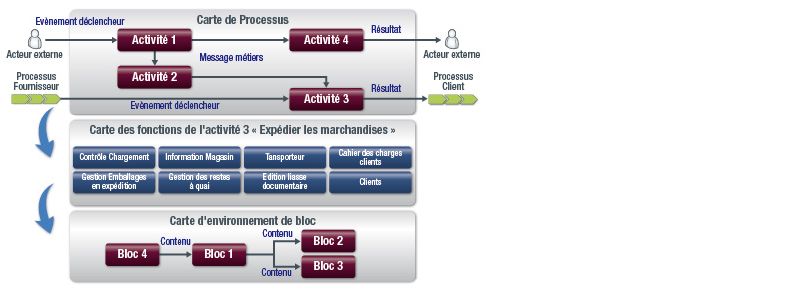 Carte de Processus
Evènement déclencheur
Activité 1
Activité 4
Résultat
Acteur externe
Acteur externe
Message métiers
Activité 2
Processus
Fournisseur
Résultat
Processus
Client
Activité 3
Evènement déclencheur
Carte des fonctions de l'activité 3 « Expédier les marchandises »
Contrôle Chargement
Information Magasin
Tansporteur
Cahier des charges
clients
Gestion Emballages
en expédition
Gestion des restes
à quai
Edition liasse
documentaire
Clients
Carte d'environnement de bloc
Contenu
Contenu
Bloc 2
Bloc 4
Bloc 1
Bloc 3
Contenu